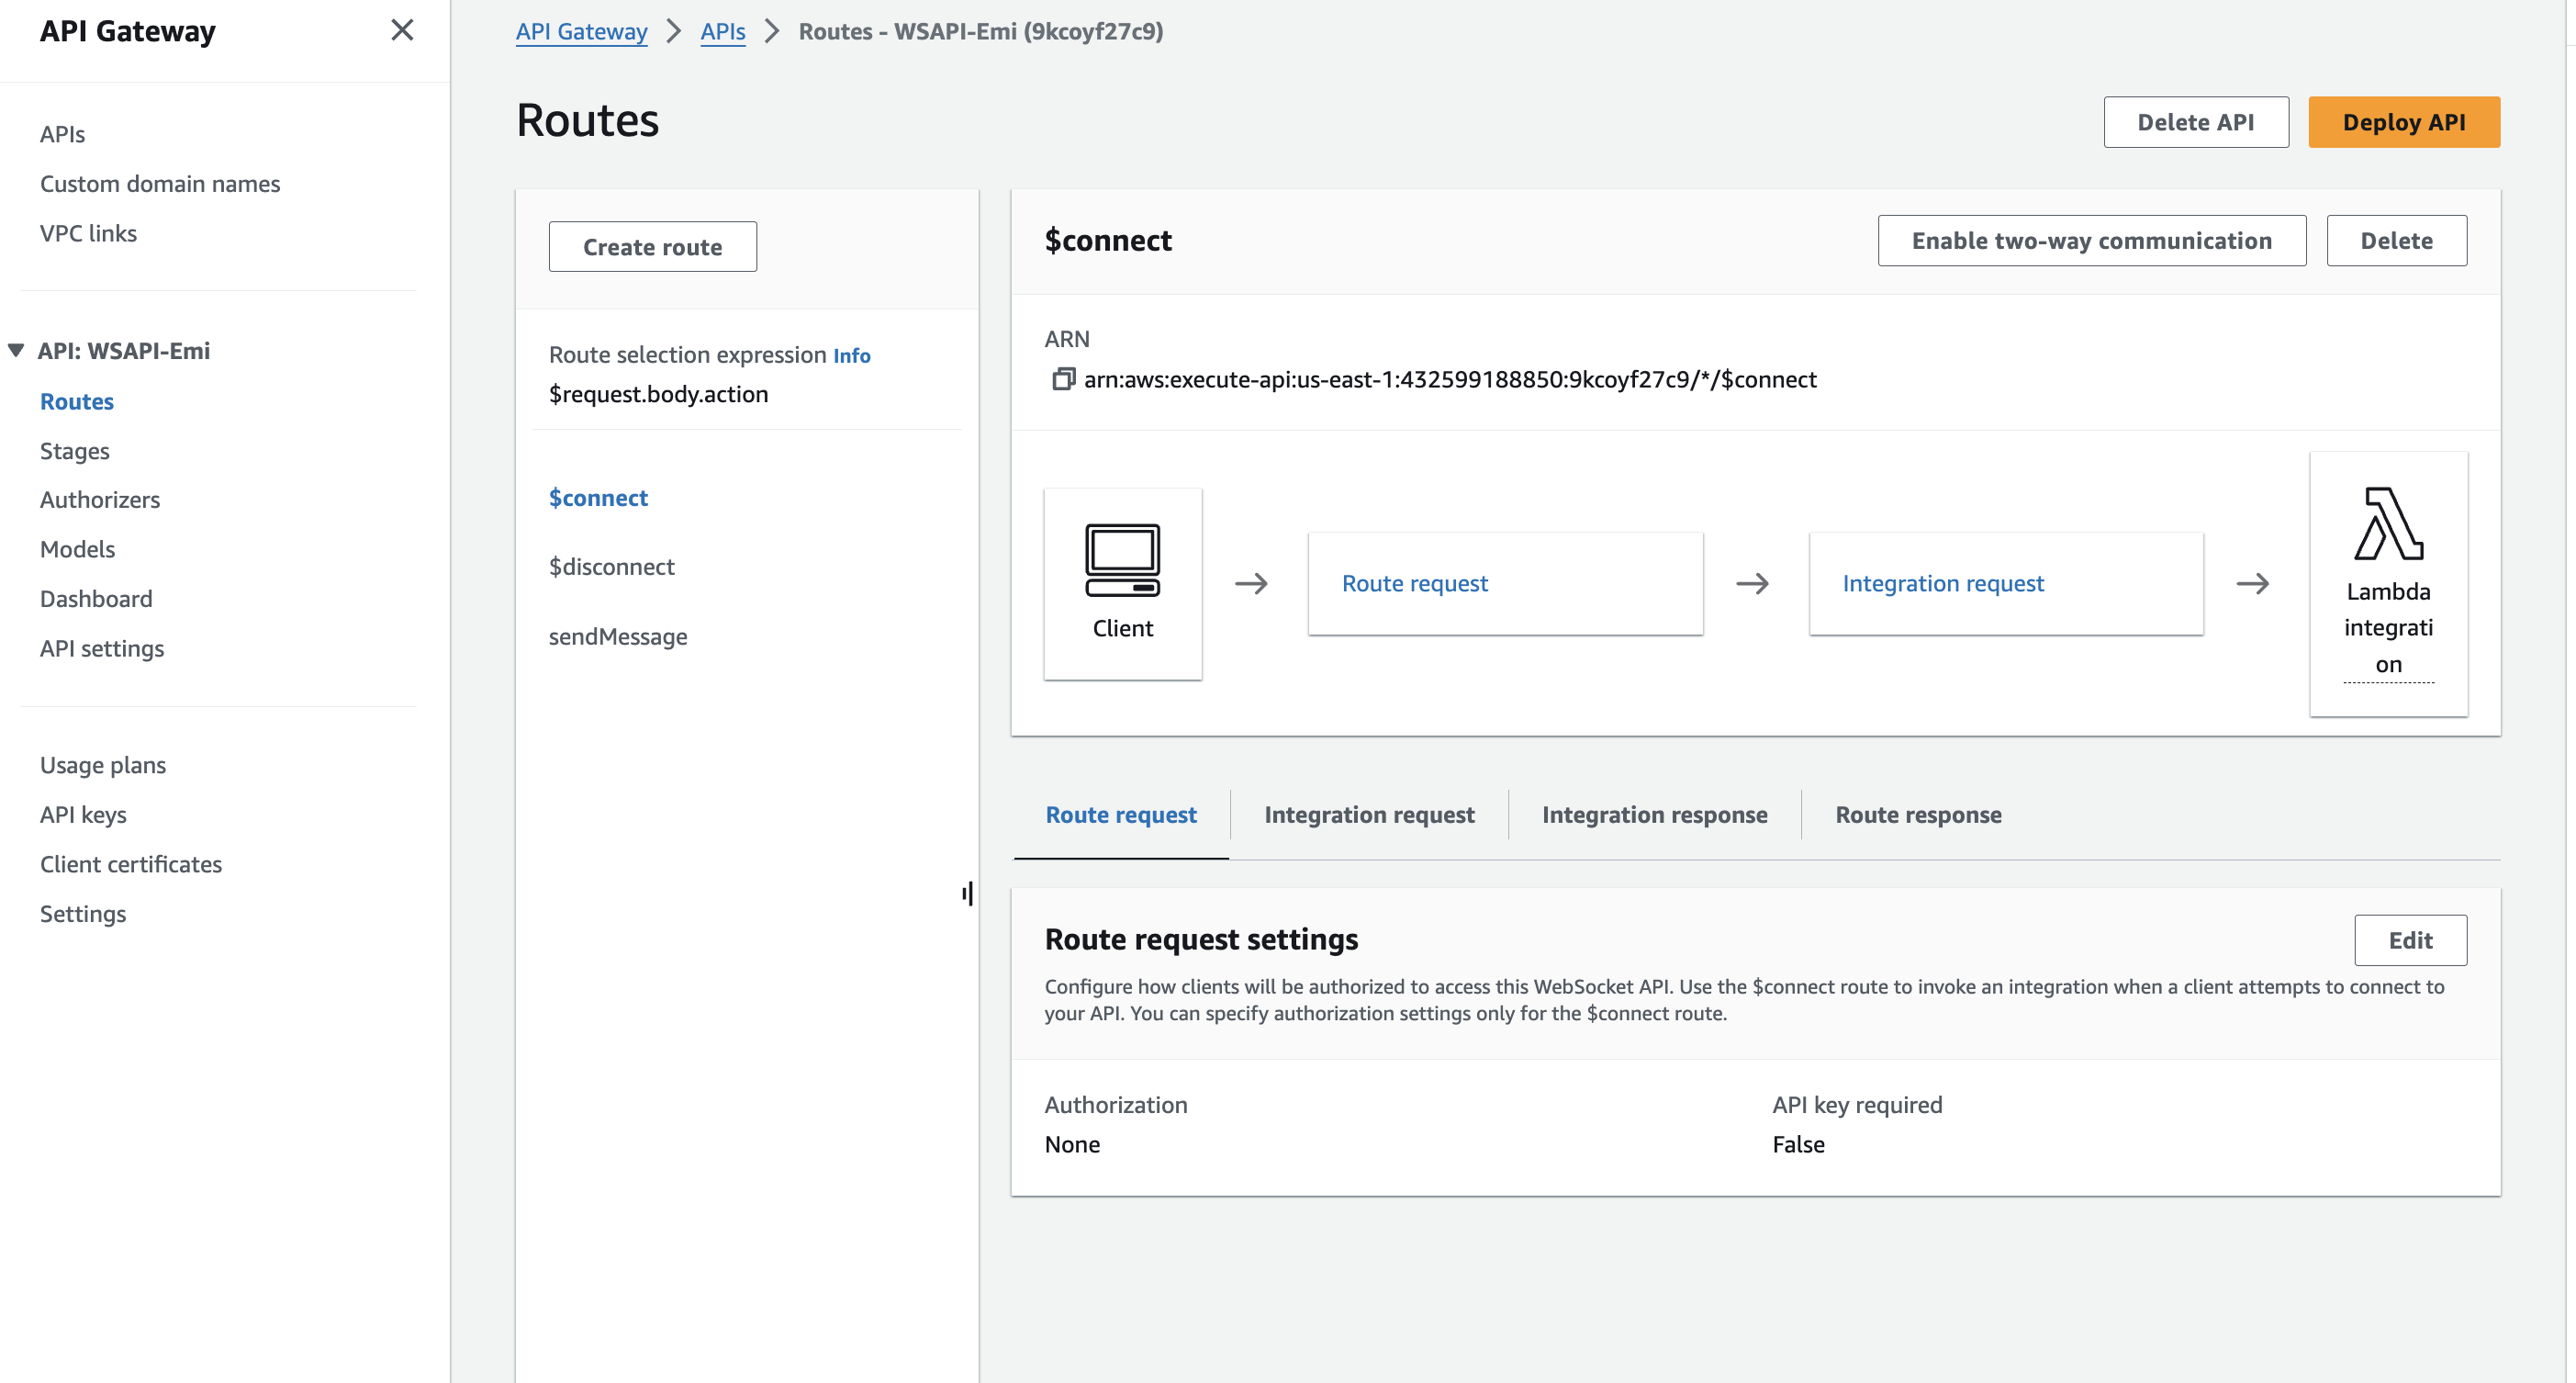 API Gateway
APIs
Custom domain names
VPC links
API: WSAPI-Emi
Routes
Stages
Authorizers
Models
Dashboard
API settings
Usage plans
API keys
Client certificates
Settings
API Gateway > APIs > Routes - WSAPI-Emi (9kcoyf27c9)
Routes
Delete API
Deploy API
Create route
Route selection expression Info
$request.body.action
$connect
$disconnect
sendMessage
$connect
Enable two-way communication
Delete
ARN
arn:aws:execute-api:us-east-1:432599188850:9kcoyf27c9/*/$connect
Client
Route request
Integration request
Lambda
integrati
on
Route request
Integration request
Integration response
Route response
Route request settings
Edit
Configure how clients will be authorized to access this WebSocket API. Use the $connect route to invoke an integration when a client attempts to connect to
your API. You can specify authorization settings only for the $connect route.
Authorization
None
API key required
False